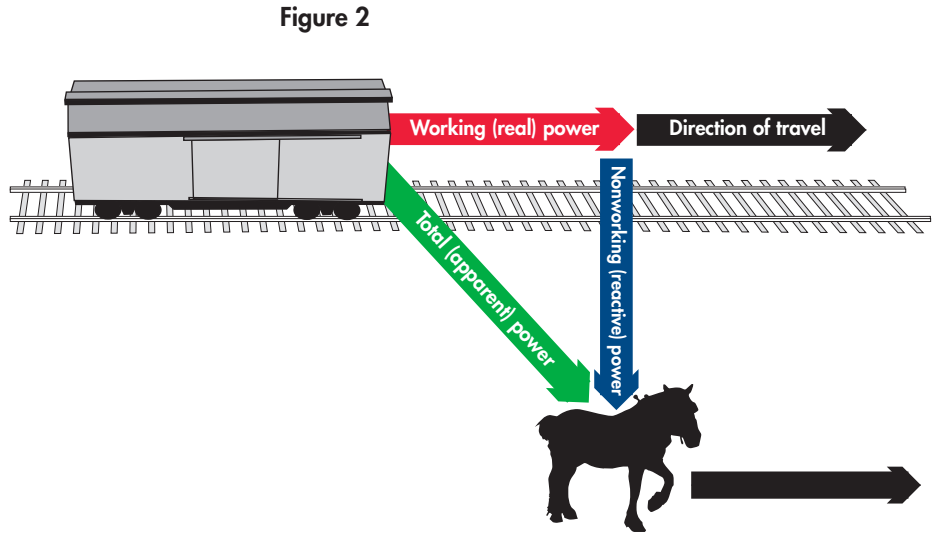 Figure 2
Working (real) power
Direction of travel
Total (apparent) power
Nonworking (reactive) power